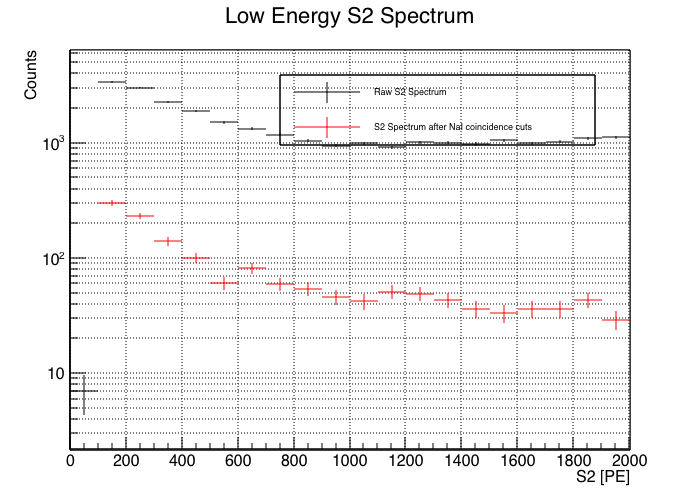 Low Energy S2 Spectrum
Counts
Raw S2 Spectrum
S2 Spectrum after NaI coincidence cuts
10³
10²
10
0 200 400 600 800 1000 1200 1400 1600 1800 2000
S2 [PE]